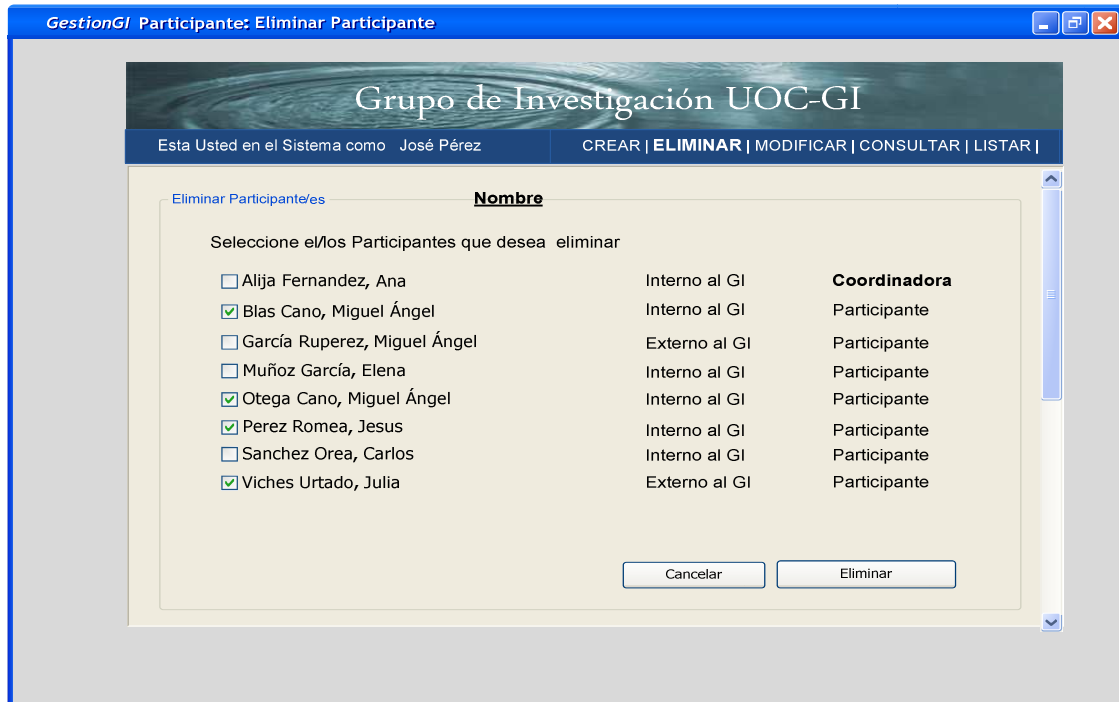 GestionGI Participante: Eliminar Participante
Grupo de Investigación UOC-GI
Esta Usted en el Sistema como José Pérez CREAR | ELIMINAR | MODIFICAR | CONSULTAR | LISTAR |
Eliminar Participante/es Nombre
Seleccione el/los Participantes que desea eliminar
Alija Fernandez, Ana Interno al GI Coordinadora
Blas Cano, Miguel Ángel Interno al GI Participante
García Ruperez, Miguel Ángel Externo al GI Participante
Muñoz García, Elena Interno al GI Participante
Otega Cano, Miguel Ángel Interno al GI Participante
Perez Romea, Jesus Interno al GI Participante
Sanchez Orea, Carlos Interno al GI Participante
Viches Urtado, Julia Externo al GI Participante
Cancelar Eliminar